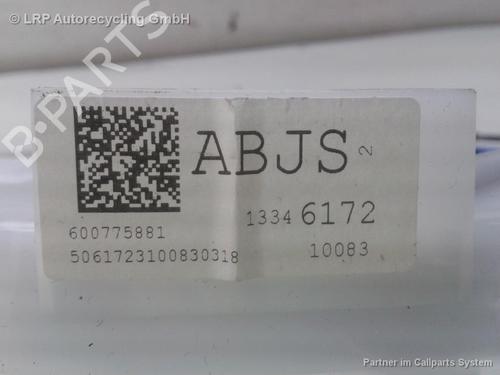 © LRP Autorecycling GmbH
B-PARTS
ABJS 2
1334 6172
600775881
5061723100830318
10083
Partner im Callparts System